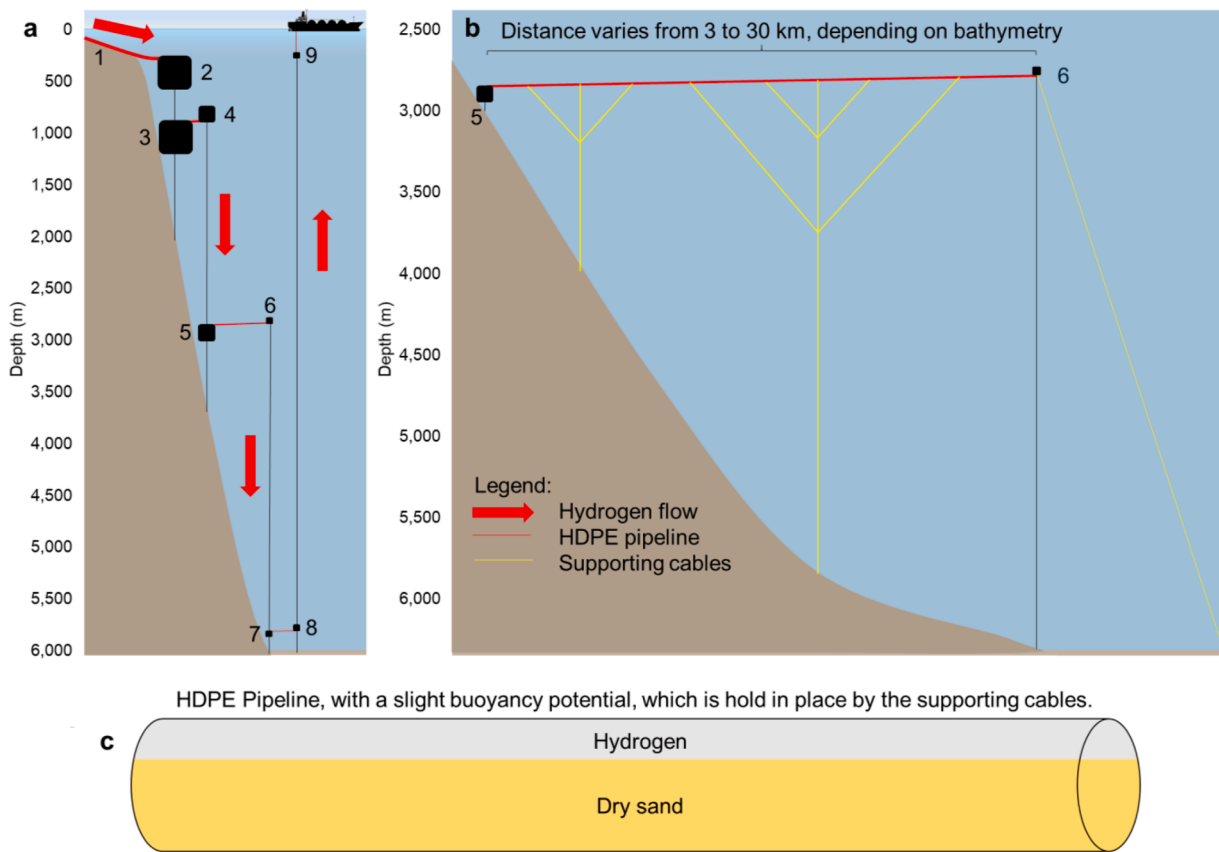 a
0
500
1,000
1,500
2,000
2,500
3,000
3,500
4,000
4,500
5,000
5,500
6,000
Depth (m)
1
2
3
4
5
6
7
8
9
b
Distance varies from 3 to 30 km, depending on bathymetry
2,500
3,000
3,500
4,000
4,500
5,000
5,500
6,000
Depth (m)
5
6
Legend:
Hydrogen flow
HDPE pipeline
Supporting cables
HDPE Pipeline, with a slight buoyancy potential, which is hold in place by the supporting cables.
c
Hydrogen
Dry sand